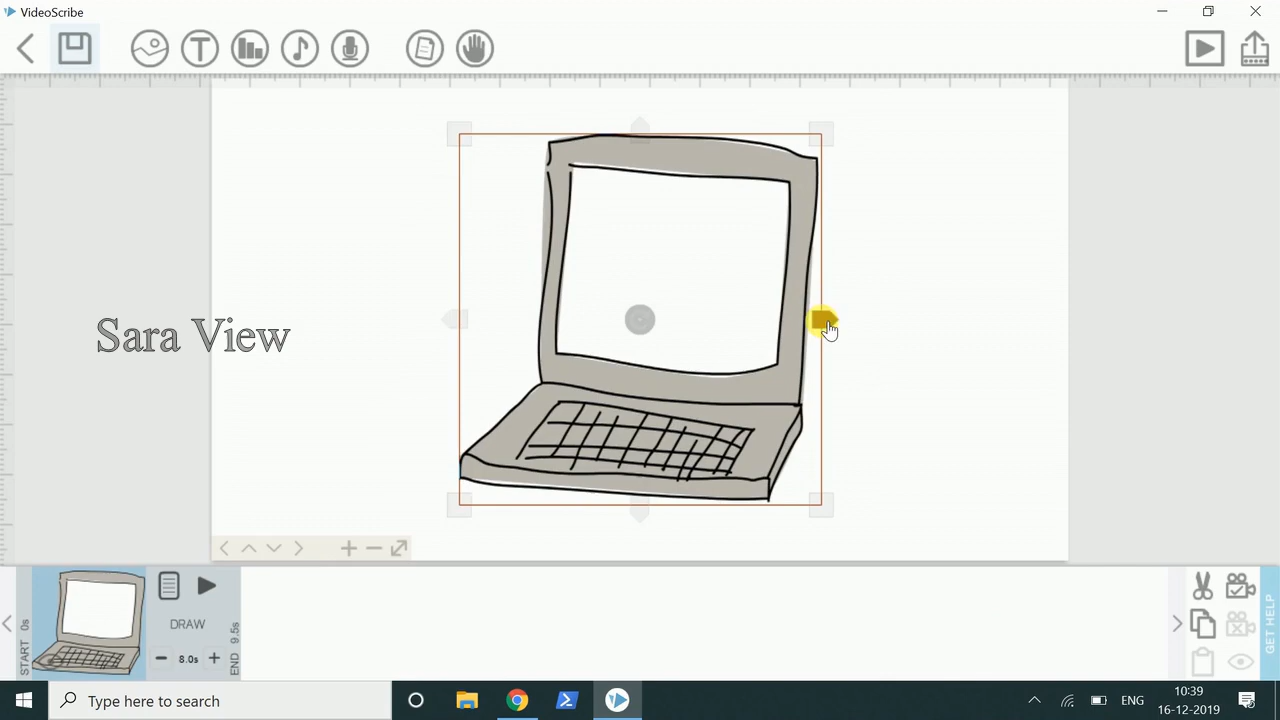 VideoScribe
Sara View
START 0s
DRAW
8.0s
END 9.5s
GET HELP
Type here to search
ENG
10:39
16-12-2019